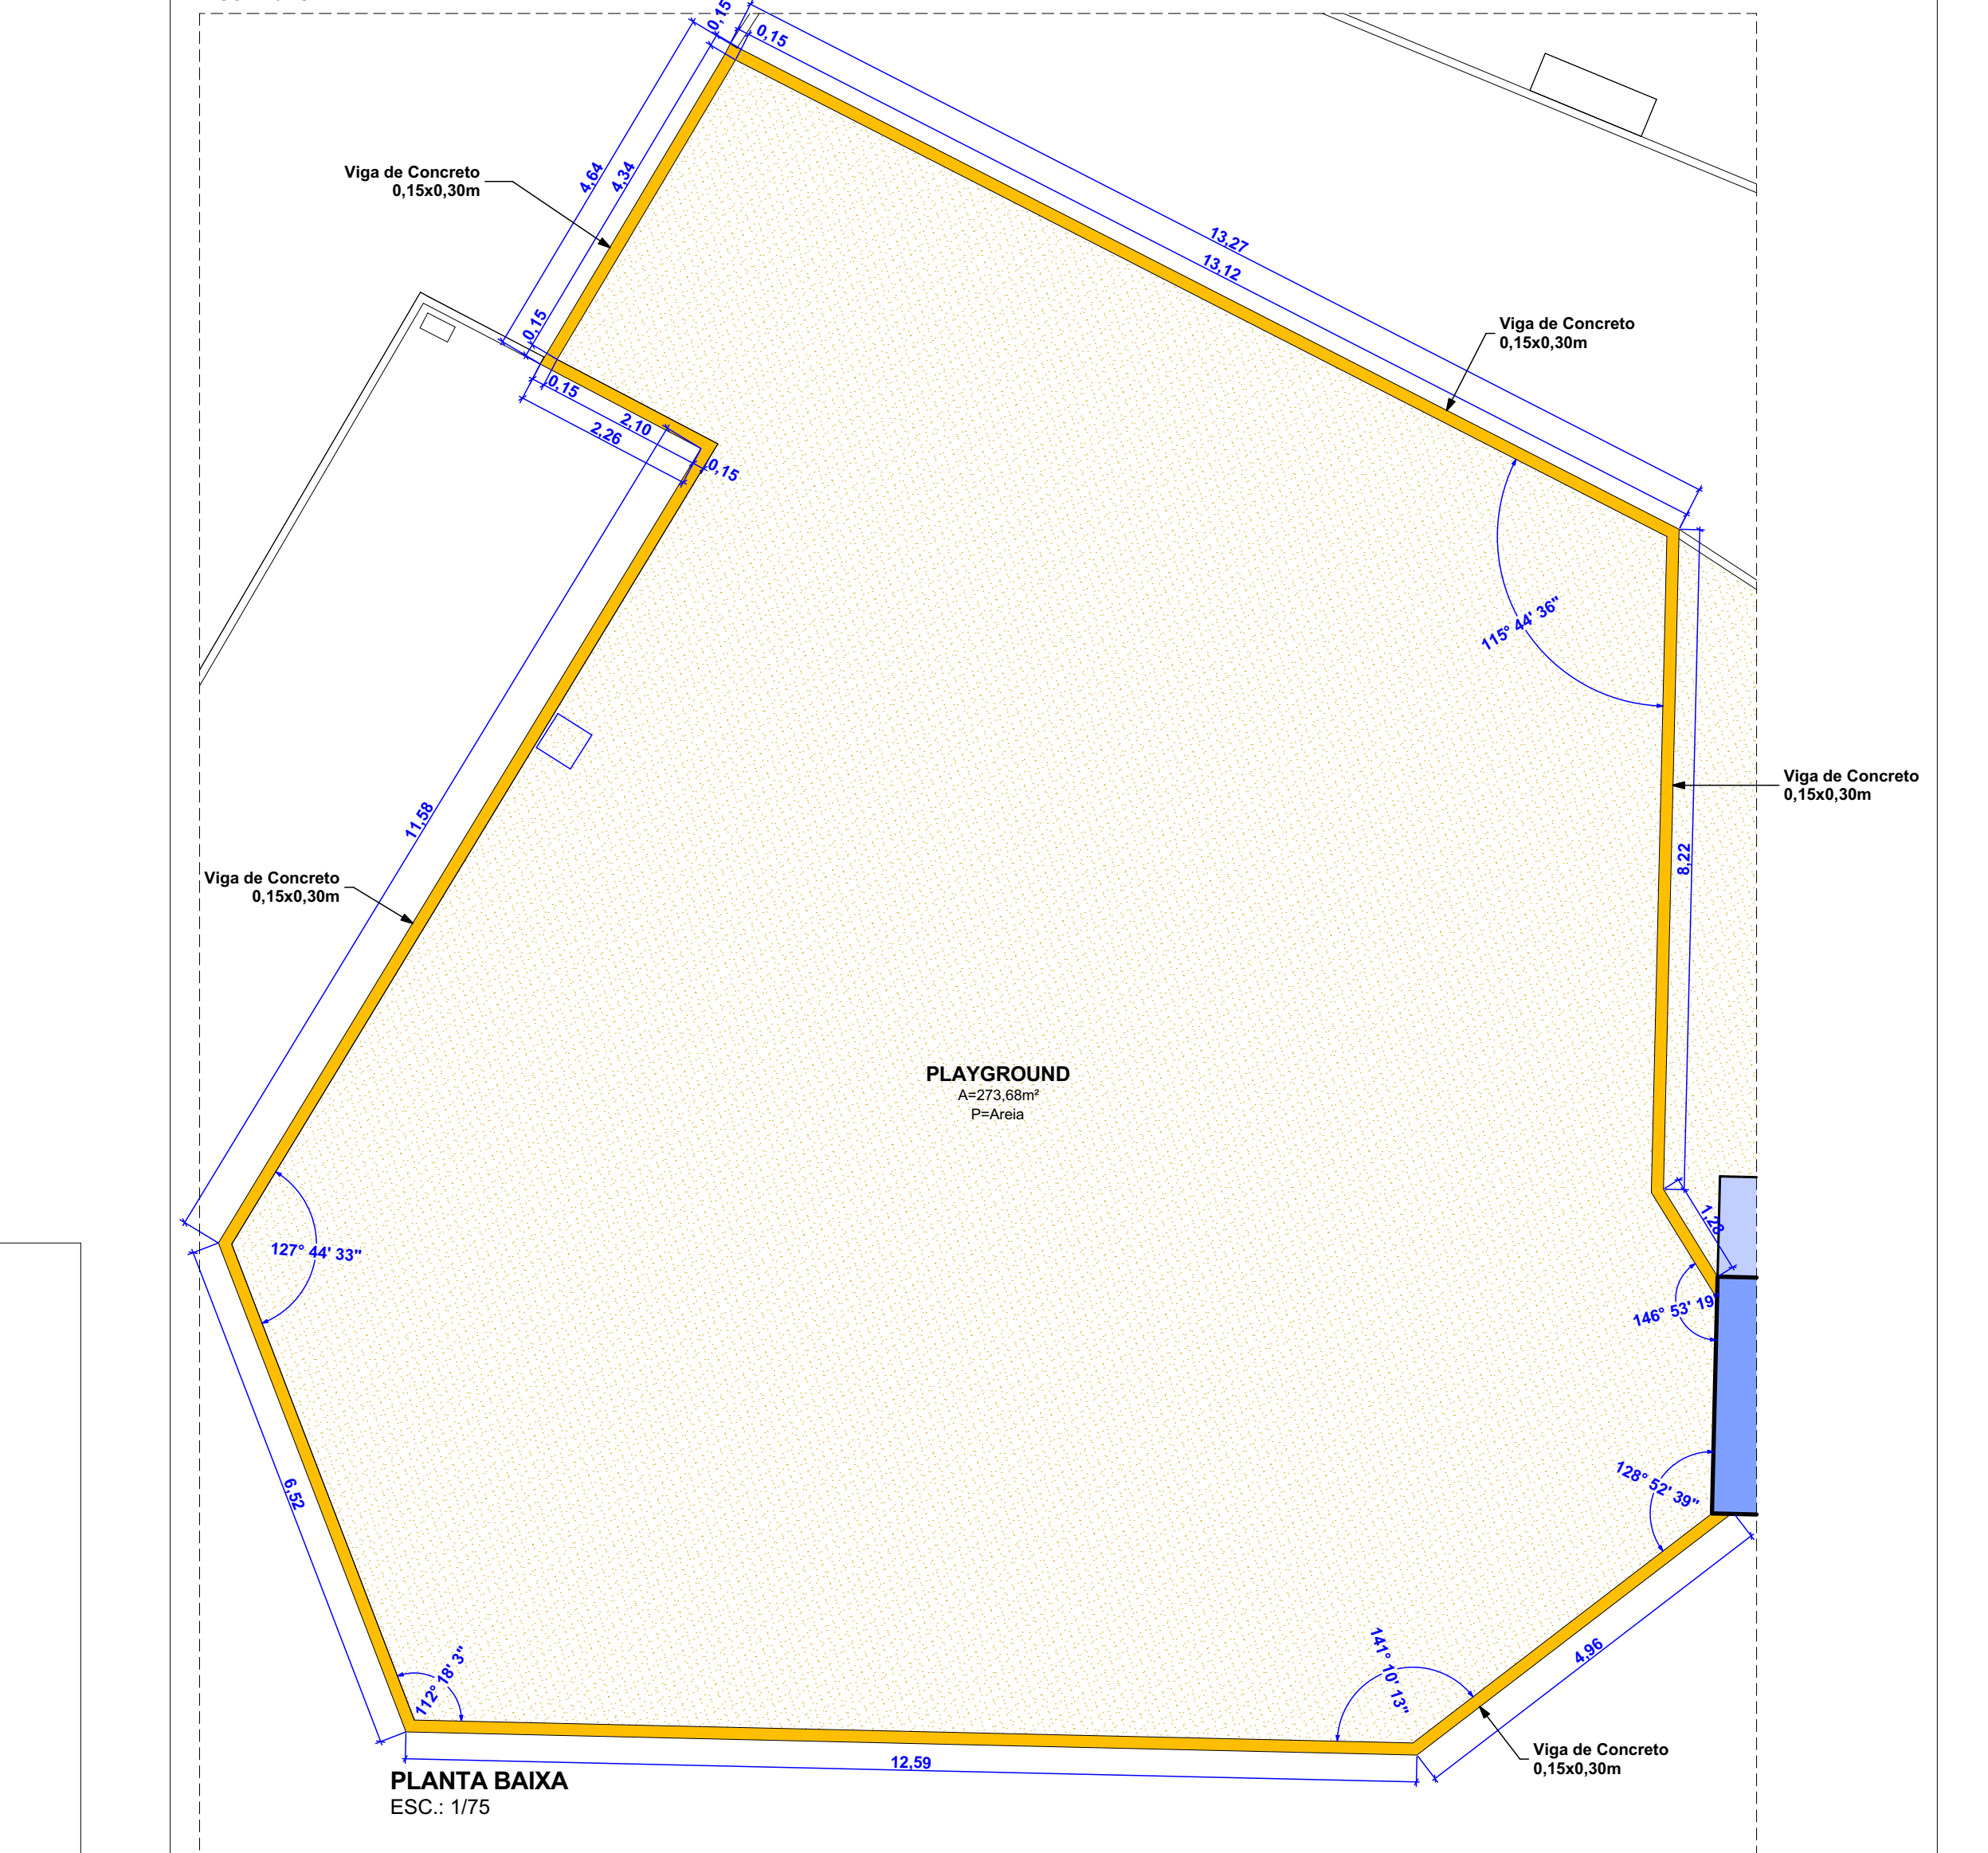 0,15
0,15
4,64
4,34
Viga de Concreto
0,15x0,30m
13,27
13,12
0,15
Viga de Concreto
0,15x0,30m
0,15
2,10
2,26
0,15
115° 44' 36"
Viga de Concreto
0,15x0,30m
11,58
8,22
Viga de Concreto
0,15x0,30m
PLAYGROUND
A=273,68m²
P=Areia
1,28
127° 44' 33"
146° 53' 19"
6,52
128° 52' 39"
112° 18' 3"
141° 10' 13"
4,96
12,59
Viga de Concreto
0,15x0,30m
PLANTA BAIXA
ESC.: 1/75